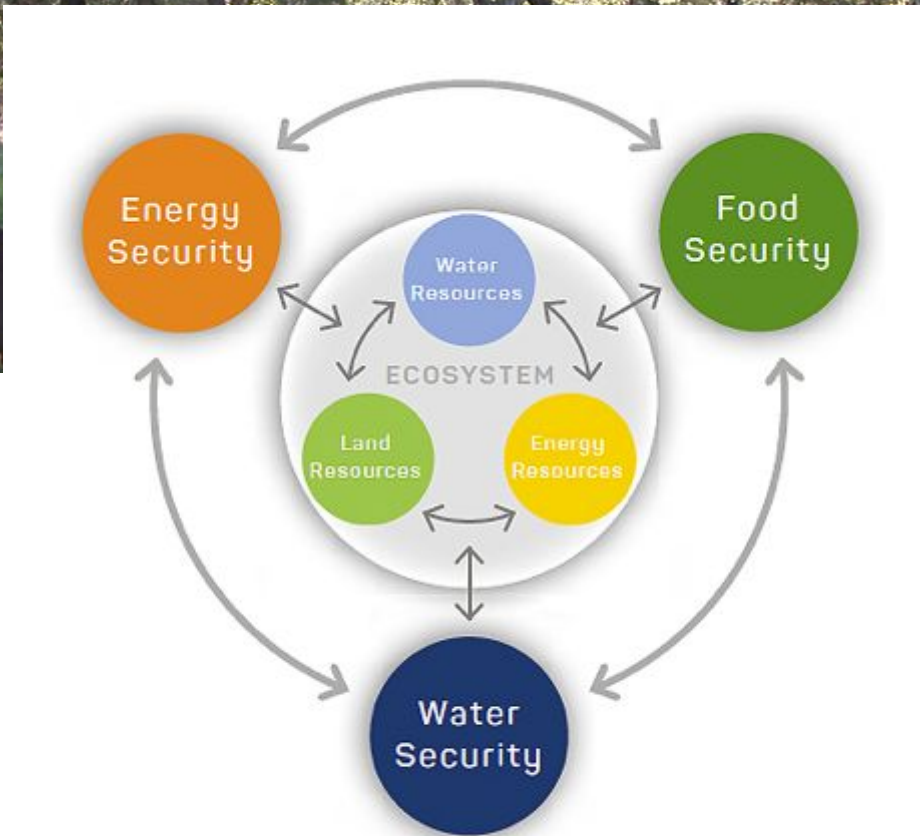 Energy
Security
Food
Security
Water
Resources
ECOSYSTEM
Land
Resources
Energy
Resources
Water
Security